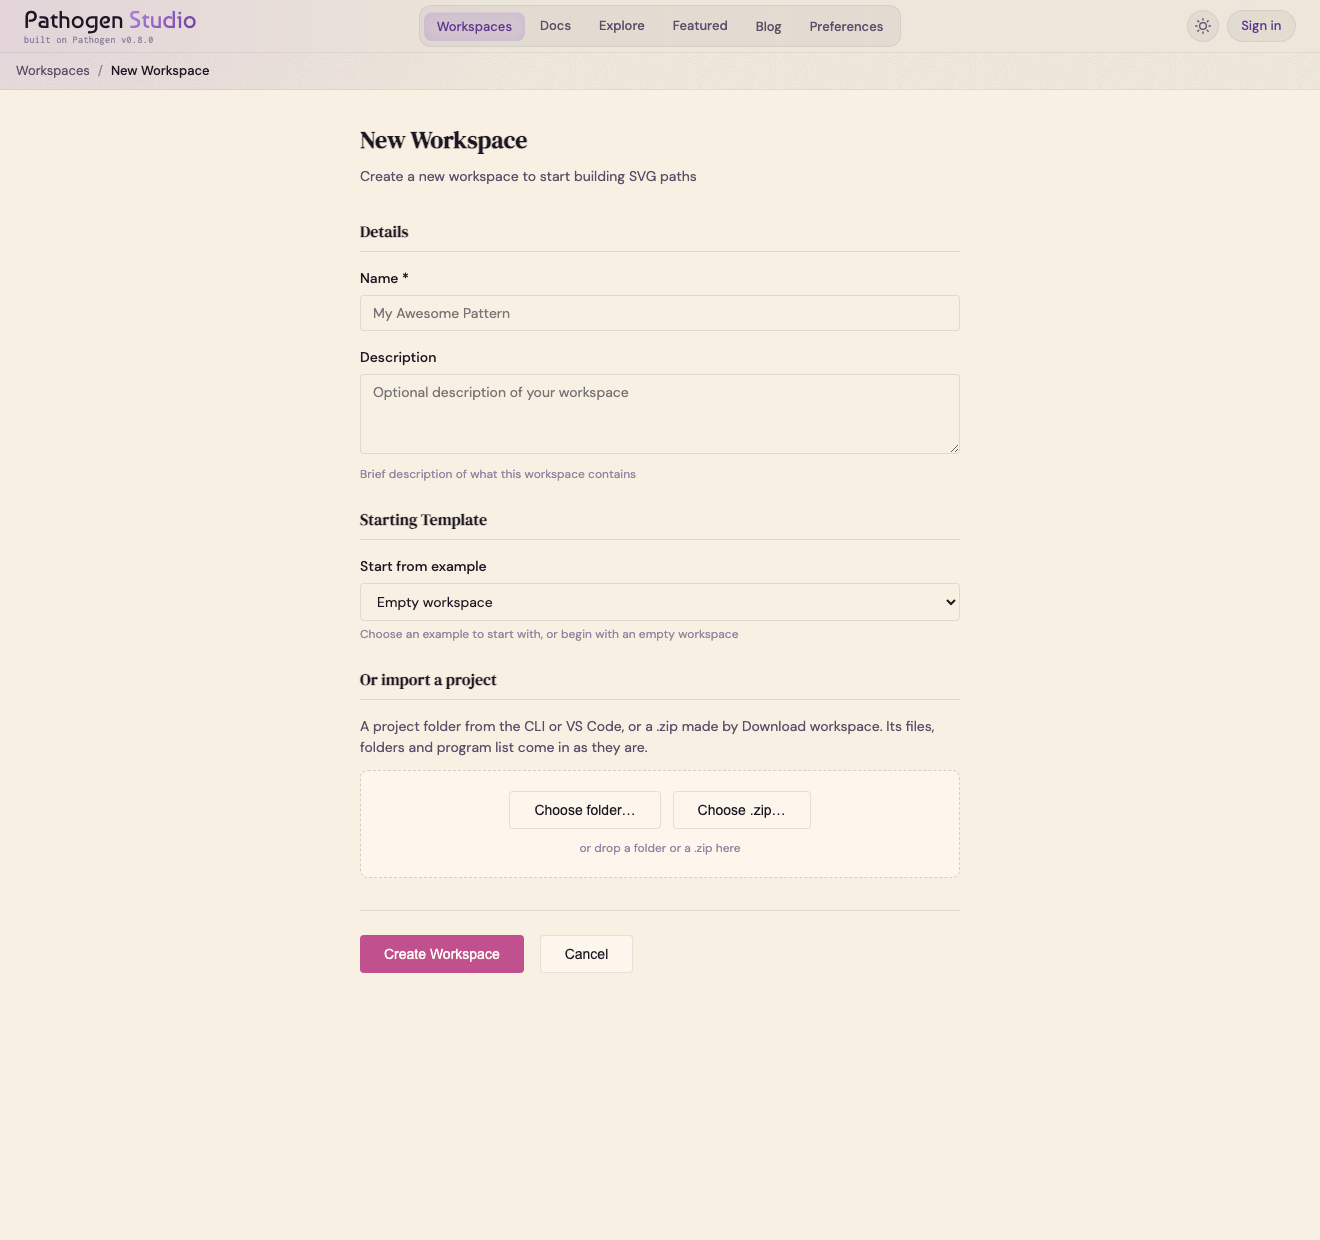 Pathogen Studio
built on Pathogen v0.8.0
Workspaces
Docs
Explore
Featured
Blog
Preferences
Sign in
Workspaces / New Workspace
New Workspace
Create a new workspace to start building SVG paths
Details
Name *
My Awesome Pattern
Description
Optional description of your workspace
Brief description of what this workspace contains
Starting Template
Start from example
Empty workspace
Choose an example to start with, or begin with an empty workspace
Or import a project
A project folder from the CLI or VS Code, or a .zip made by Download workspace. Its files,
folders and program list come in as they are.
Choose folder…
Choose .zip…
or drop a folder or a .zip here
Create Workspace
Cancel